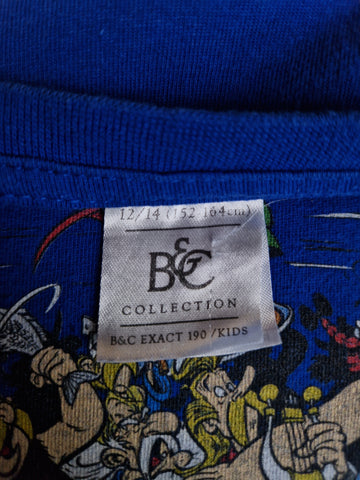 12/14 (152 164cm)
B&C
COLLECTION
B&C EXACT 190 / KIDS